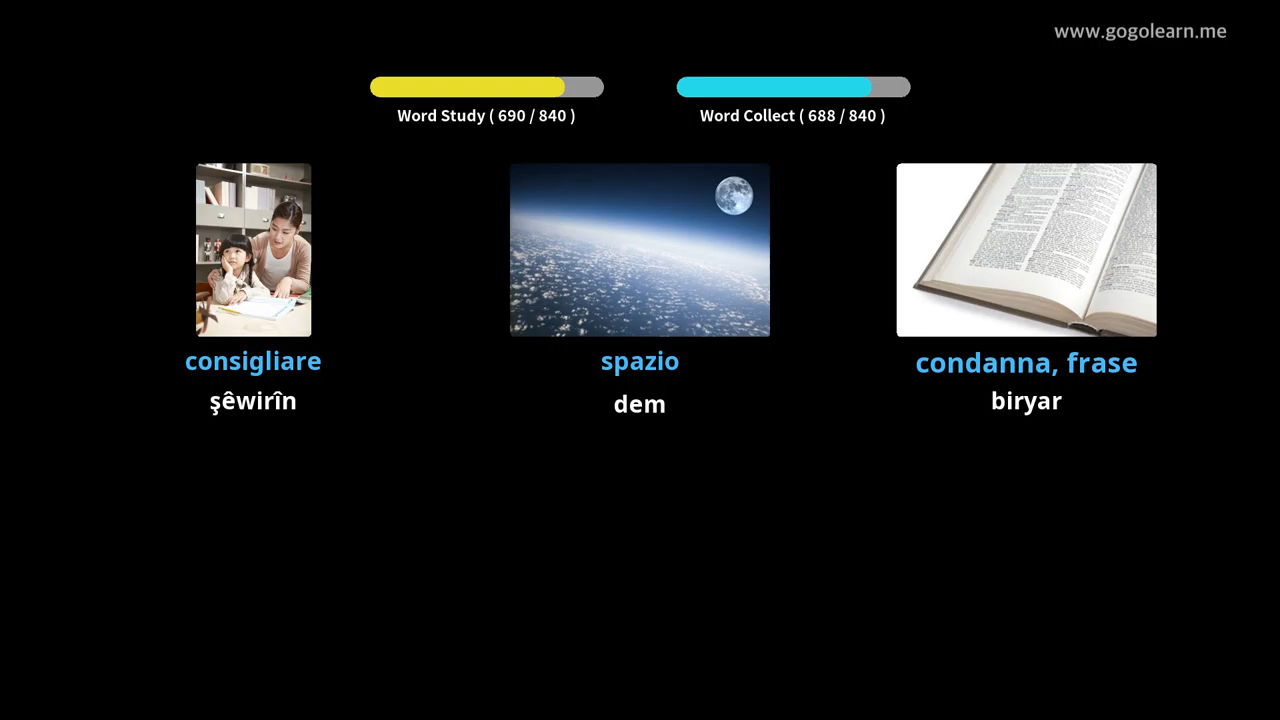 www.gogolearn.me
Word Study ( 690 / 840 )
Word Collect ( 688 / 840 )
consigliare
şêwirîn
spazio
dem
condanna, frase
biryar